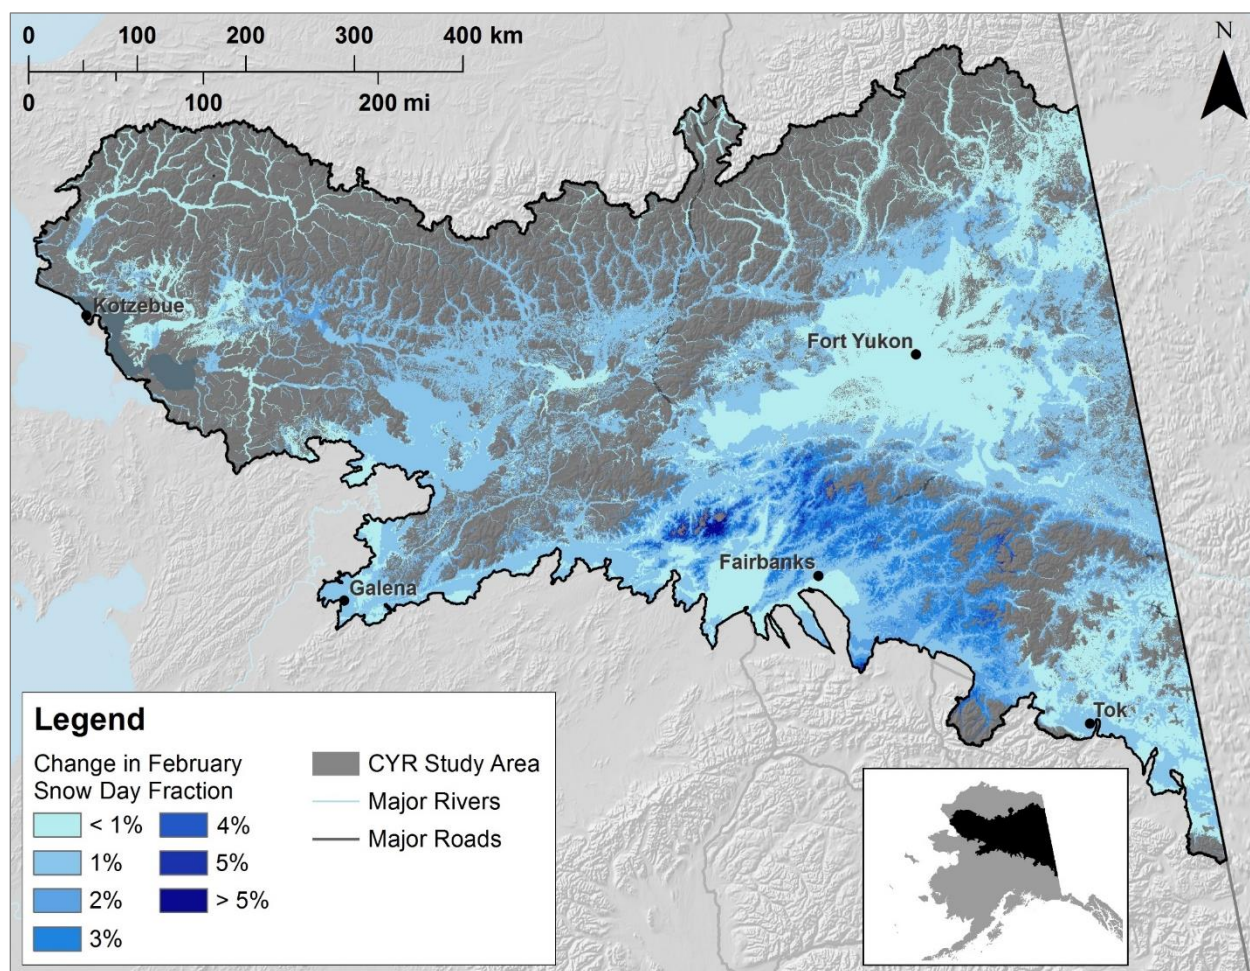 0 100 200 300 400 km
0 100 200 mi
N
Kotzebue
Fort Yukon
Fairbanks
Galena
Tok
Legend
Change in February
Snow Day Fraction
< 1%
1%
2%
3%
4%
5%
> 5%
CYR Study Area
Major Rivers
Major Roads